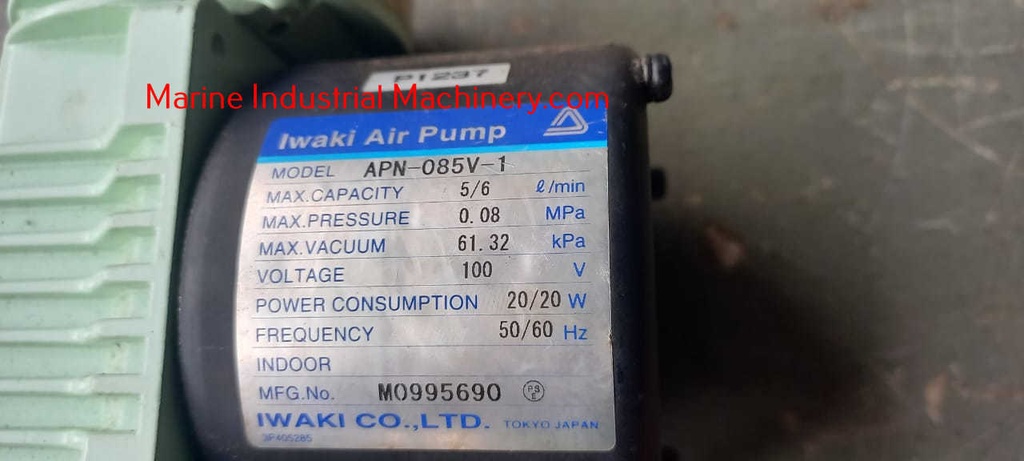 P1237
Marine Industrial Machinery.com
Iwaki Air Pump
MODEL APN-085V-1
MAX.CAPACITY 5/6 ℓ/min
MAX.PRESSURE 0.08 MPa
MAX.VACUUM 61.32 kPa
VOLTAGE 100 V
POWER CONSUMPTION 20/20 W
FREQUENCY 50/60 Hz
INDOOR
MFG.No. M0995690 PS E
IWAKI CO.,LTD. TOKYO JAPAN
3P405285